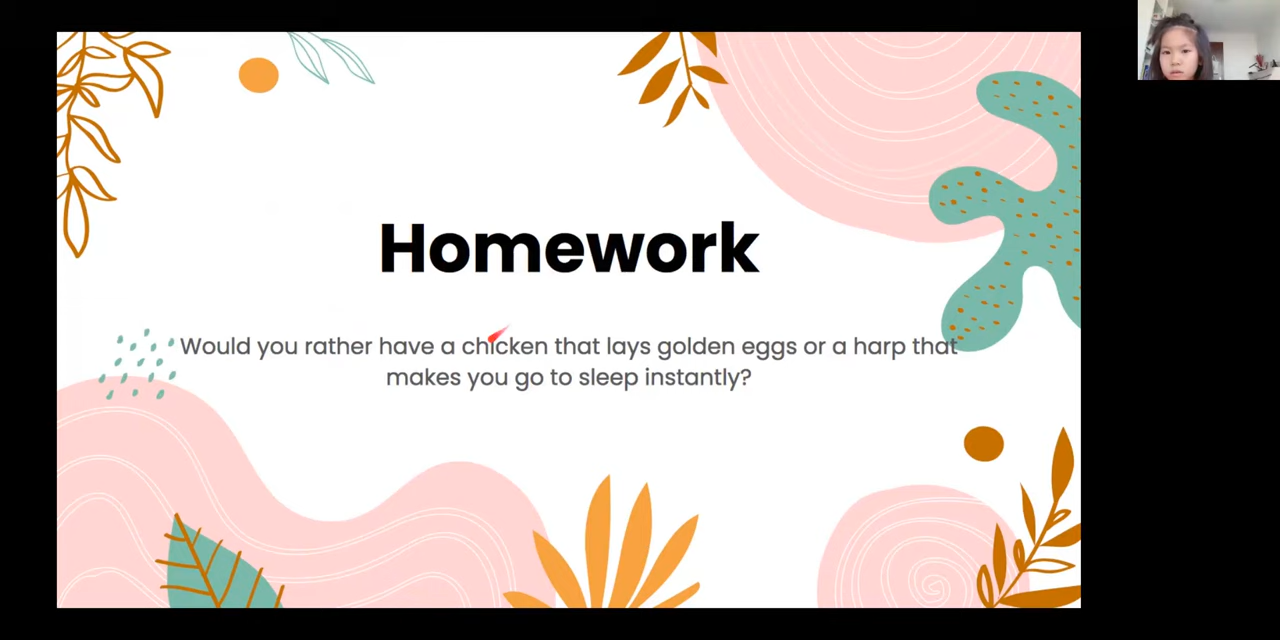 Homework
Would you rather have a chicken that lays golden eggs or a harp that
makes you go to sleep instantly?